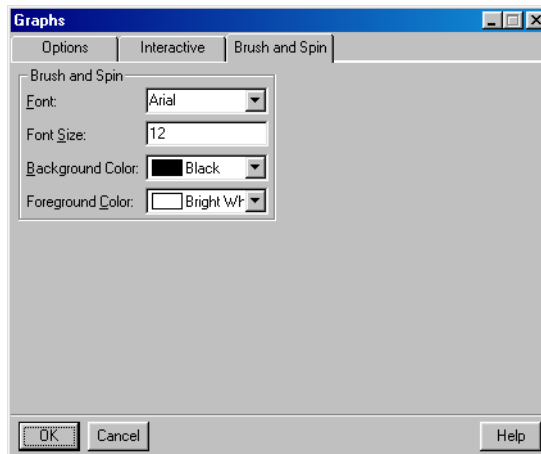 Graphs
Options Interactive Brush and Spin
Brush and Spin
Font: Arial
Font Size: 12
Background Color: Black
Foreground Color: Bright Wh
OK Cancel Help